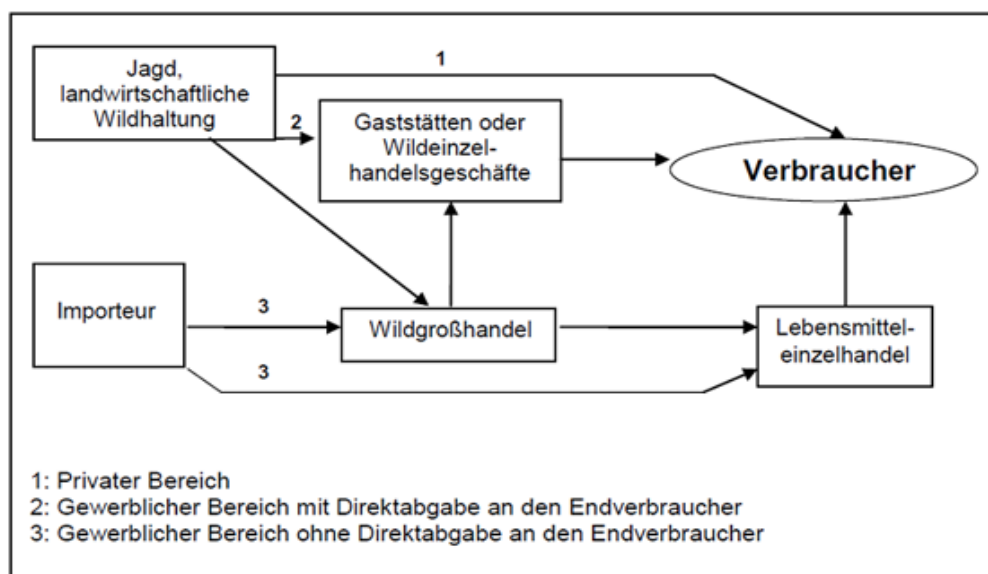 1
Jagd,
landwirtschaftliche
Wildhaltung
2
Gaststätten oder
Wildeinzel-
handelsgeschäfte
Verbraucher
Importeur
3
Wildgroßhandel
Lebensmittel-
einzelhandel
3
1: Privater Bereich
2: Gewerblicher Bereich mit Direktabgabe an den Endverbraucher
3: Gewerblicher Bereich ohne Direktabgabe an den Endverbraucher